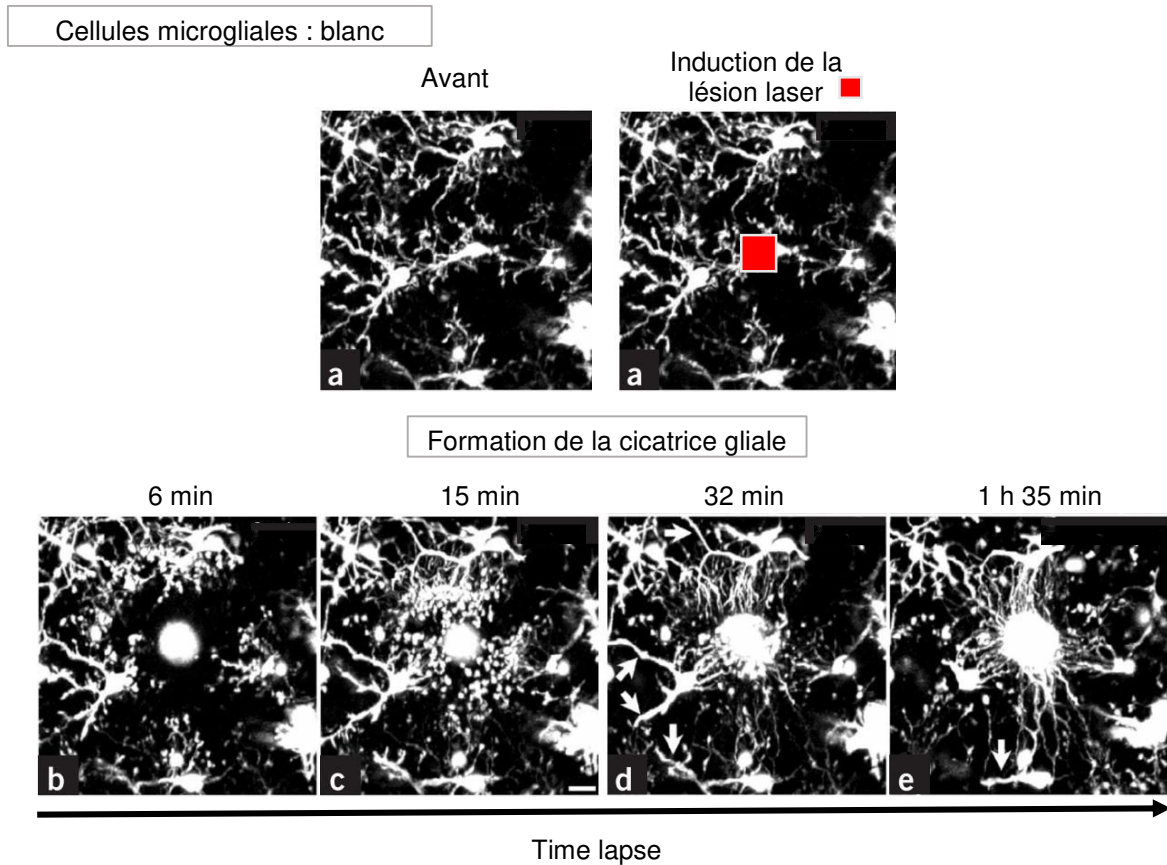 Cellules microgliales : blanc
Avant
Induction de la
lésion laser
a
a
Formation de la cicatrice gliale
6 min
15 min
32 min
1 h 35 min
b
c
d
e
Time lapse